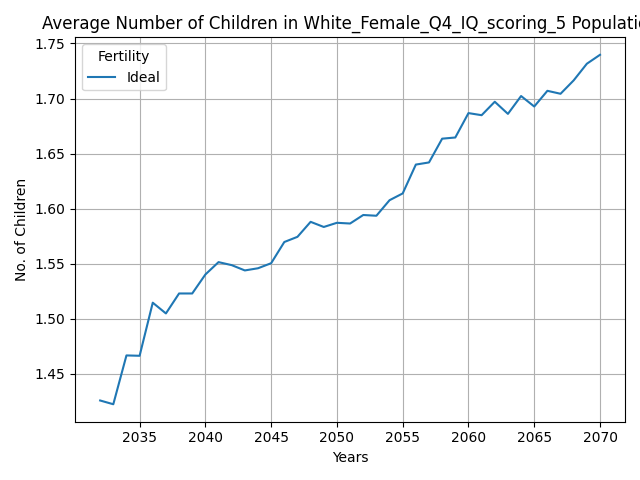 Average Number of Children in White_Female_Q4_IQ_scoring_5 Populatio
Fertility
Ideal
No. of Children
1.75
1.70
1.65
1.60
1.55
1.50
1.45
2035 2040 2045 2050 2055 2060 2065 2070
Years